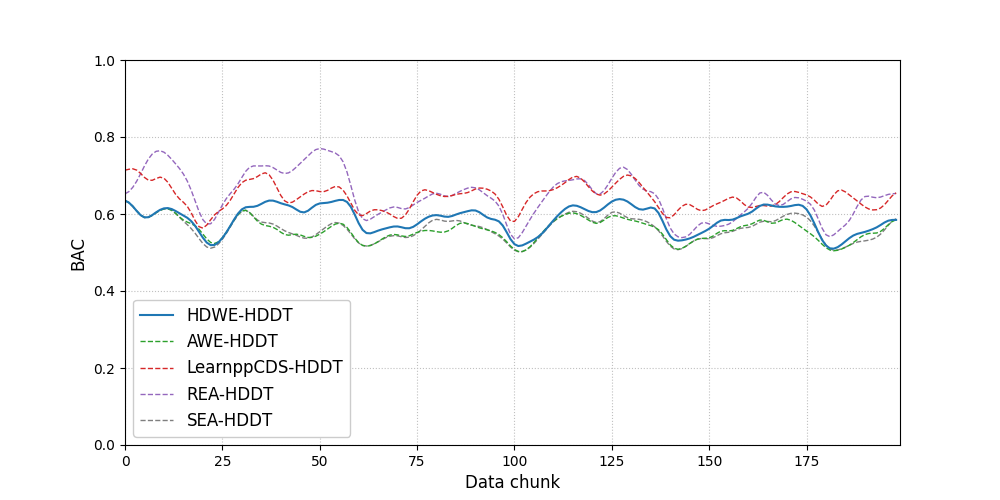 1.0
0.8
0.6
0.4
0.2
0.0
BAC
HDWE-HDDT
AWE-HDDT
LearnppCDS-HDDT
REA-HDDT
SEA-HDDT
0 25 50 75 100 125 150 175
Data chunk